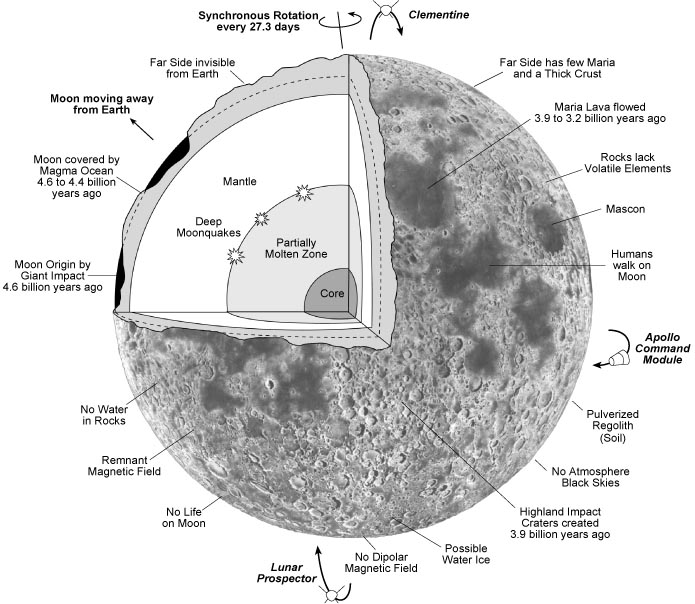 Synchronous Rotation
every 27.3 days
Clementine
Far Side invisible
from Earth
Far Side has few Maria
and a Thick Crust
Moon moving away
from Earth
Maria Lava flowed
3.9 to 3.2 billion years ago
Moon covered by
Magma Ocean
4.6 to 4.4 billion
years ago
Rocks lack
Volatile Elements
Mantle
Mascon
Deep
Moonquakes
Partially
Molten Zone
Humans
walk on
Moon
Moon Origin by
Giant Impact
4.6 billion years ago
Core
Apollo
Command
Module
No Water
in Rocks
Pulverized
Regolith
(Soil)
Remnant
Magnetic Field
No Atmosphere
Black Skies
No Life
on Moon
Highland Impact
Craters created
3.9 billion years ago
Possible
Water Ice
No Dipolar
Magnetic Field
Lunar
Prospector